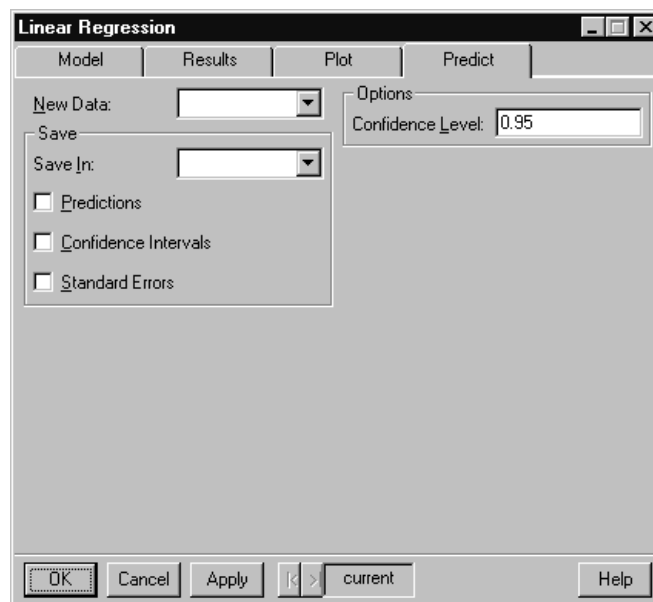 Linear Regression
Model Results Plot Predict
New Data:
Save
Save In:
Predictions
Confidence Intervals
Standard Errors
Options
Confidence Level: 0.95
OK Cancel Apply current Help